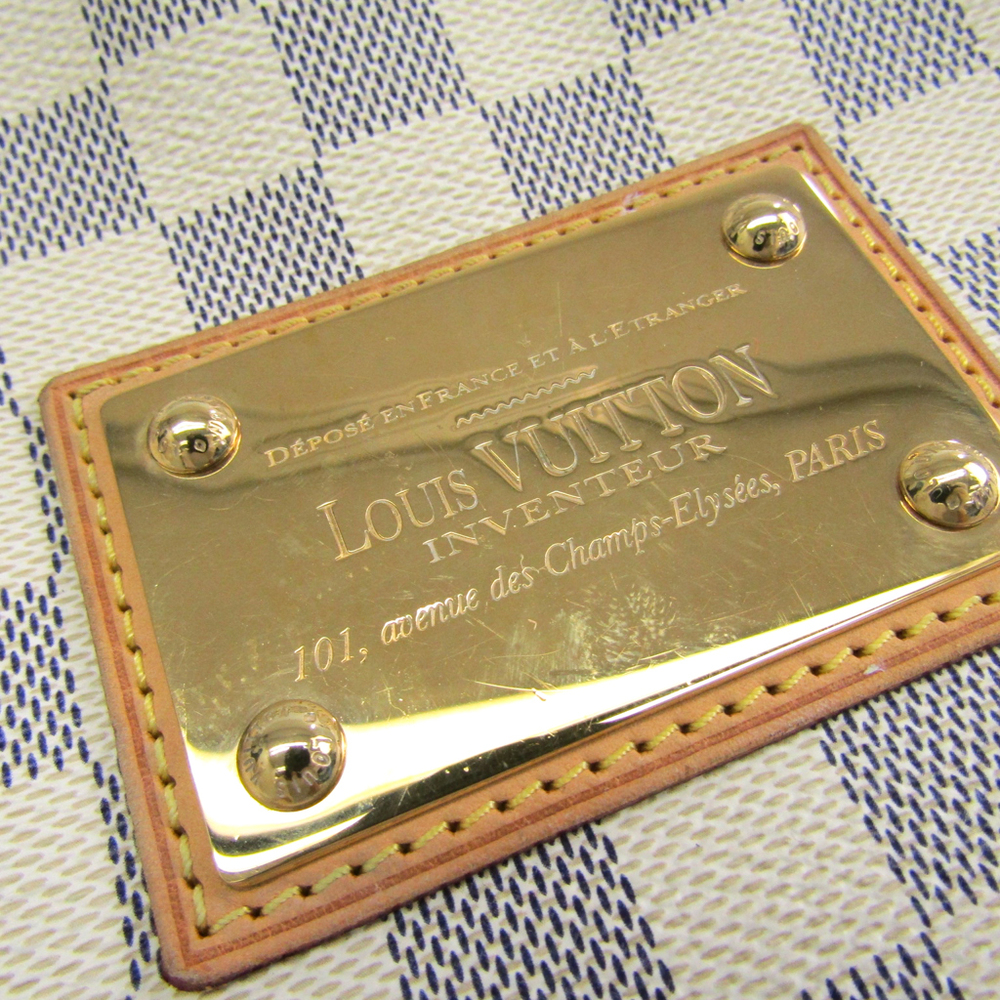 DÉPOSÉ EN FRANCE ET À L'ETRANGER
LOUIS VUITTON
INVENTEUR
101, avenue des Champs-Elysées, PARIS